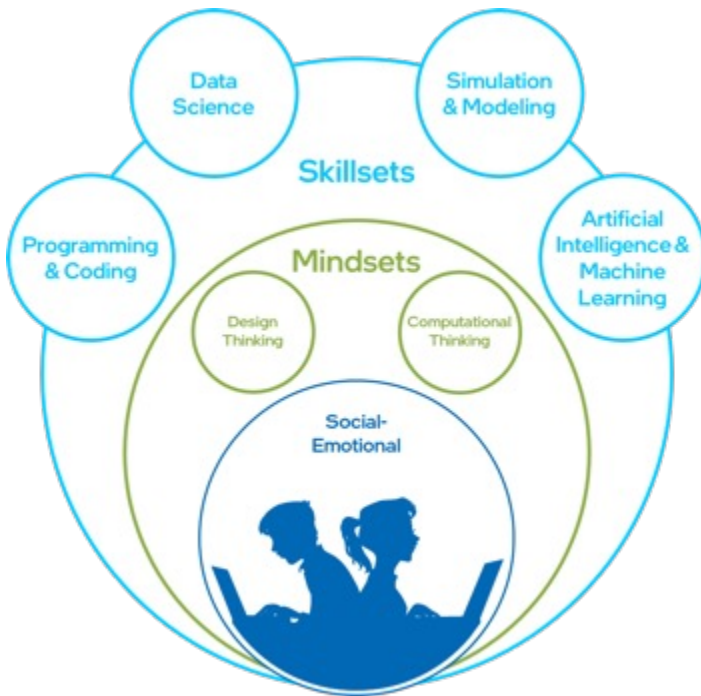 Data
Science
Simulation
& Modeling
Skillsets
Programming
& Coding
Artificial
Intelligence &
Machine
Learning
Mindsets
Design
Thinking
Computational
Thinking
Social-
Emotional